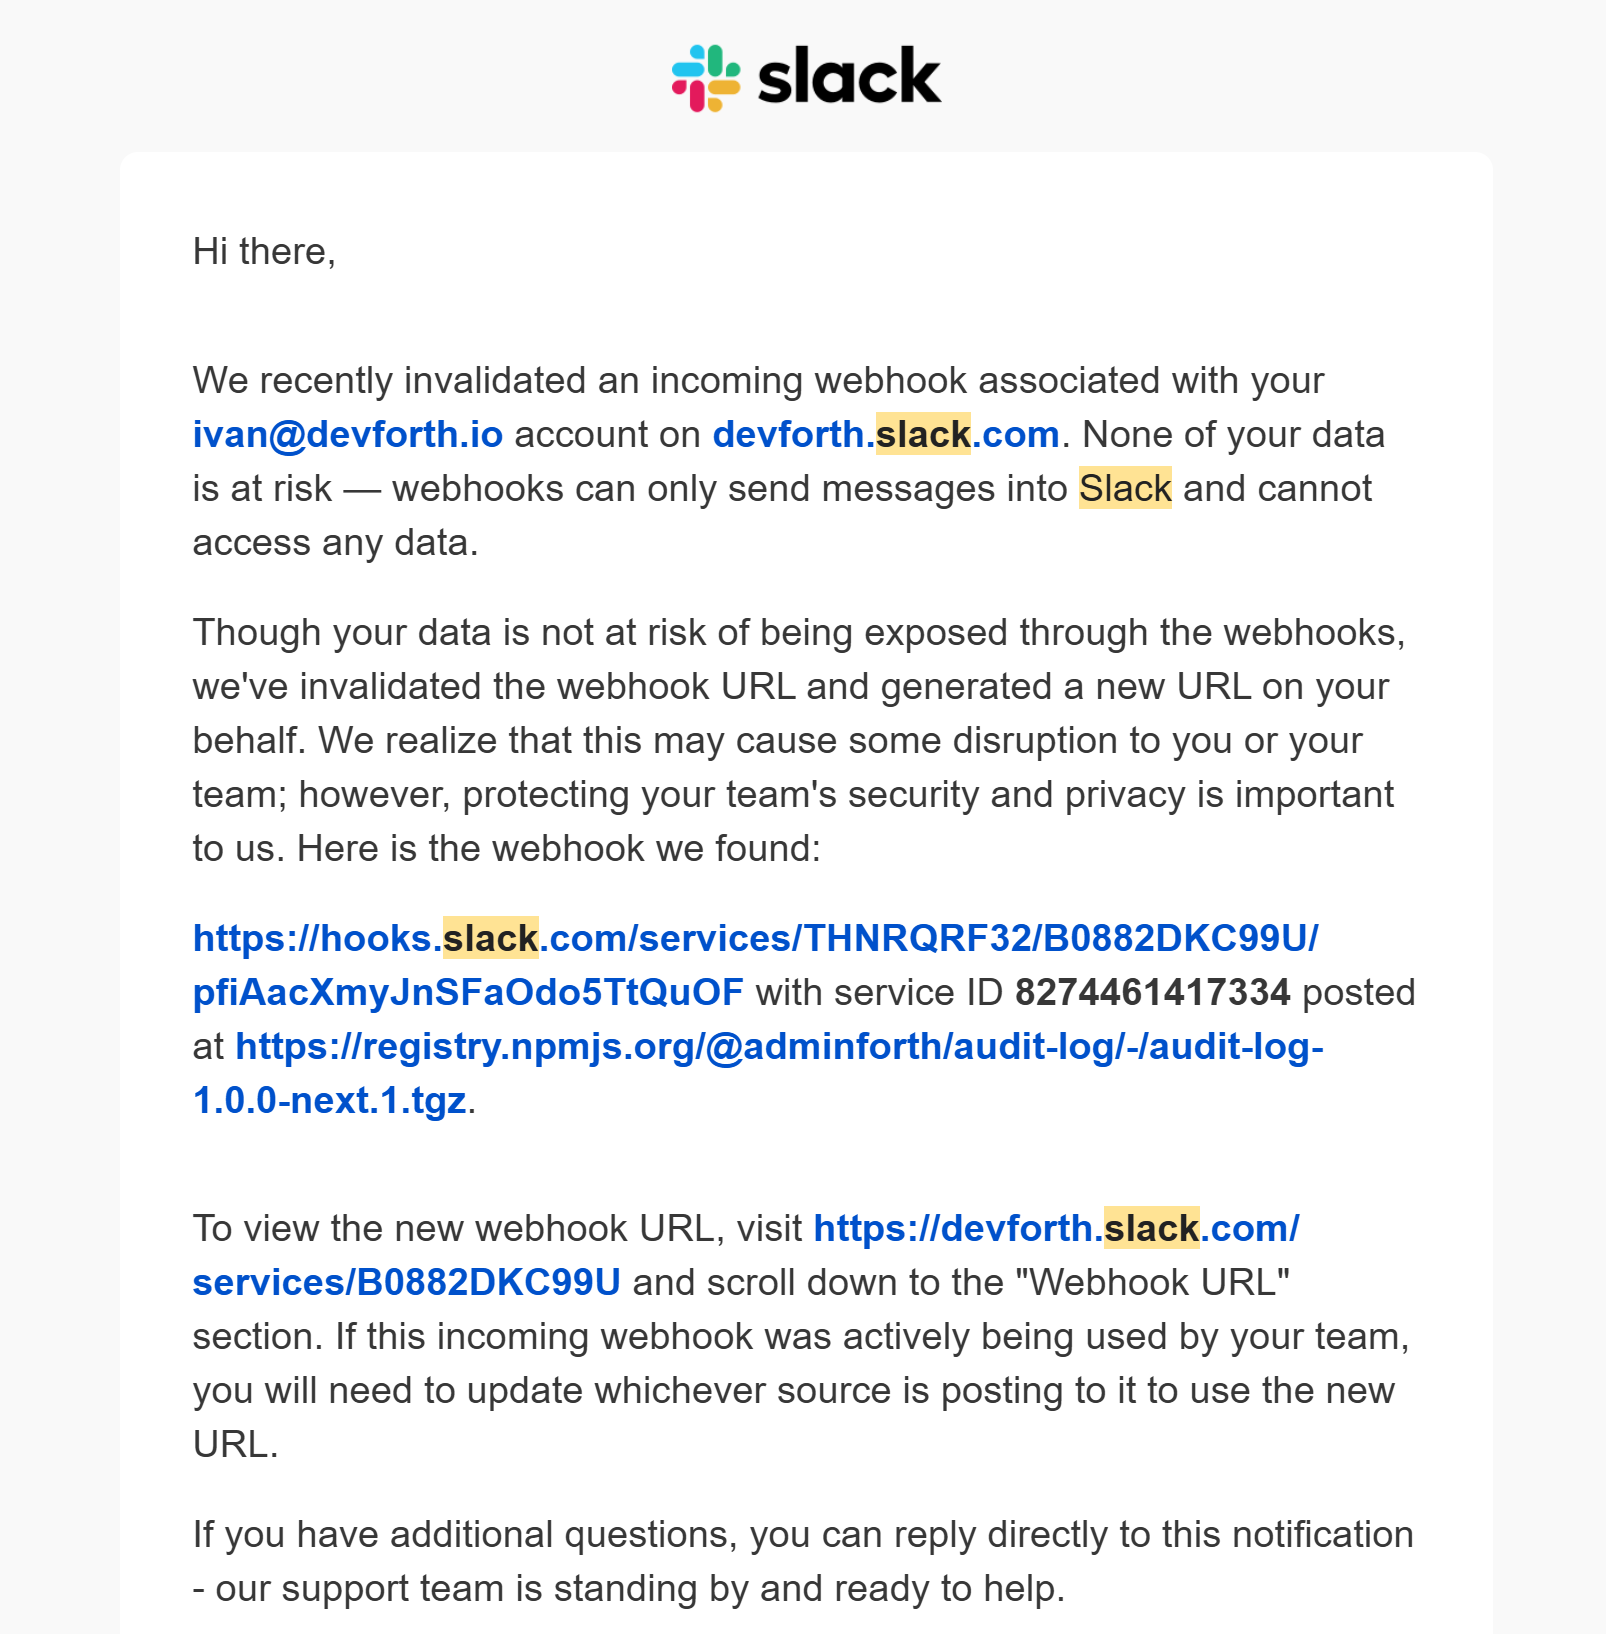 slack
Hi there,
We recently invalidated an incoming webhook associated with your
ivan@devforth.io account on devforth.slack.com. None of your data
is at risk — webhooks can only send messages into Slack and cannot
access any data.
Though your data is not at risk of being exposed through the webhooks,
we've invalidated the webhook URL and generated a new URL on your
behalf. We realize that this may cause some disruption to you or your
team; however, protecting your team's security and privacy is important
to us. Here is the webhook we found:
https://hooks.slack.com/services/THNRQRF32/B0882DKC99U/
pfiAacXmyJnSFaOdo5TtQuOF with service ID 8274461417334 posted
at https://registry.npmjs.org/@adminforth/audit-log/-/audit-log-
1.0.0-next.1.tgz.
To view the new webhook URL, visit https://devforth.slack.com/
services/B0882DKC99U and scroll down to the "Webhook URL"
section. If this incoming webhook was actively being used by your team,
you will need to update whichever source is posting to it to use the new
URL.
If you have additional questions, you can reply directly to this notification
- our support team is standing by and ready to help.